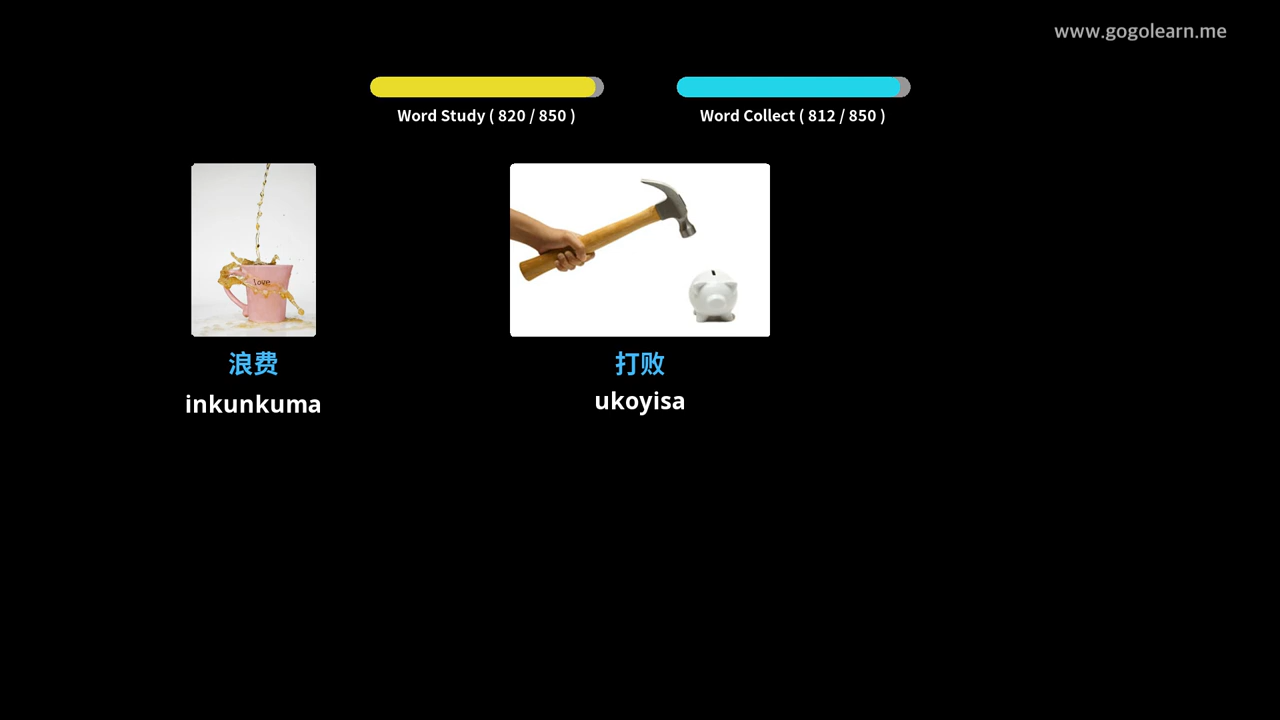 www.gogolearn.me
Word Study ( 820 / 850 )
Word Collect ( 812 / 850 )
love
浪费
打败
inkunkuma
ukoyisa